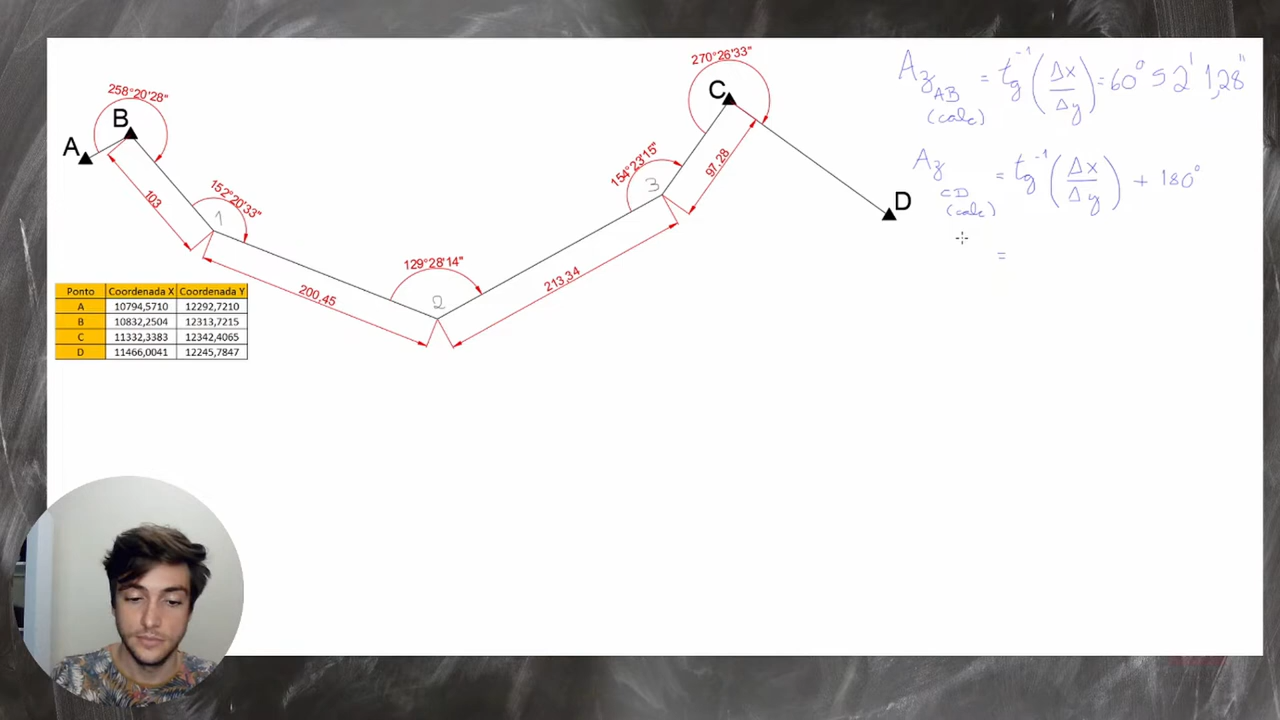 270°26'33"
258°20'28"
C
B
A
154°23'15"
3
97.28
152°20'33"
1
103
D
129°28'14"
2
200.45
213.34
Ponto Coordenada X Coordenada Y
A 10794,5710 12292,7210
B 10832,2504 12313,7215
C 11332,3383 12342,4065
D 11466,0041 12245,7847
Az AB (calc) = tg⁻¹(Δx/Δy) = 60° 52' 1,28"
Az CD (calc) = tg⁻¹(Δx/Δy) + 180°
=